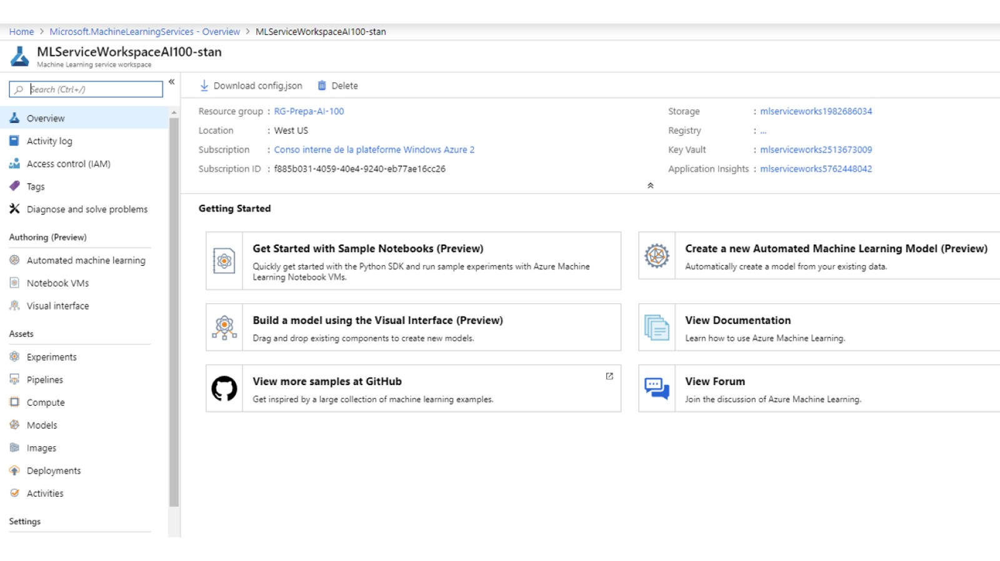 Home > Microsoft.MachineLearningServices - Overview > MLServiceWorkspaceAI100-stan
MLServiceWorkspaceAI100-stan
Machine Learning service workspace
Search (Ctrl+/)
«
Overview
Activity log
Access control (IAM)
Tags
Diagnose and solve problems
Authoring (Preview)
Automated machine learning
Notebook VMs
Visual interface
Assets
Experiments
Pipelines
Compute
Models
Images
Deployments
Activities
Settings
Download config.json Delete
Resource group : RG-Prepa-AI-100
Location : West US
Subscription : Conso interne de la plateforme Windows Azure 2
Subscription ID : f885b031-4059-40e4-9240-eb77ae16cc26
Storage : mlserviceworks1982686034
Registry : ...
Key Vault : mlserviceworks2513673009
Application Insights : mlserviceworks5762448042
Getting Started
Get Started with Sample Notebooks (Preview)
Quickly get started with the Python SDK and run sample experiments with Azure Machine
Learning Notebook VMs.
Create a new Automated Machine Learning Model (Preview)
Automatically create a model from your existing data.
Build a model using the Visual Interface (Preview)
Drag and drop existing components to create new models.
View Documentation
Learn how to use Azure Machine Learning.
View more samples at GitHub
Get inspired by a large collection of machine learning examples.
View Forum
Join the discussion of Azure Machine Learning.